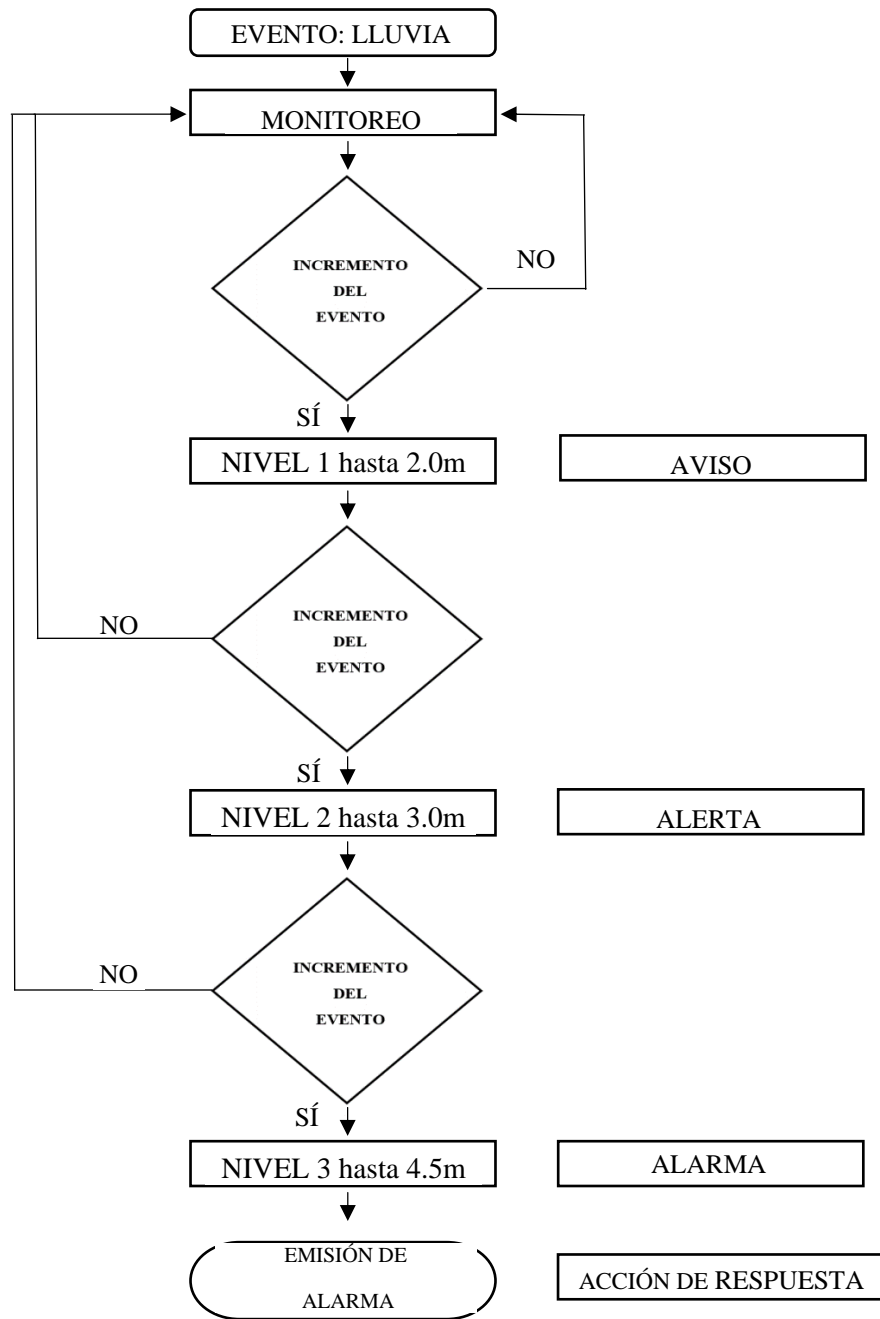 EVENTO: LLUVIA
MONITOREO
INCREMENTO
DEL
EVENTO
NO
SÍ
NIVEL 1 hasta 2.0m
AVISO
INCREMENTO
DEL
EVENTO
NO
SÍ
NIVEL 2 hasta 3.0m
ALERTA
INCREMENTO
DEL
EVENTO
NO
SÍ
NIVEL 3 hasta 4.5m
ALARMA
EMISIÓN DE
ALARMA
ACCIÓN DE RESPUESTA